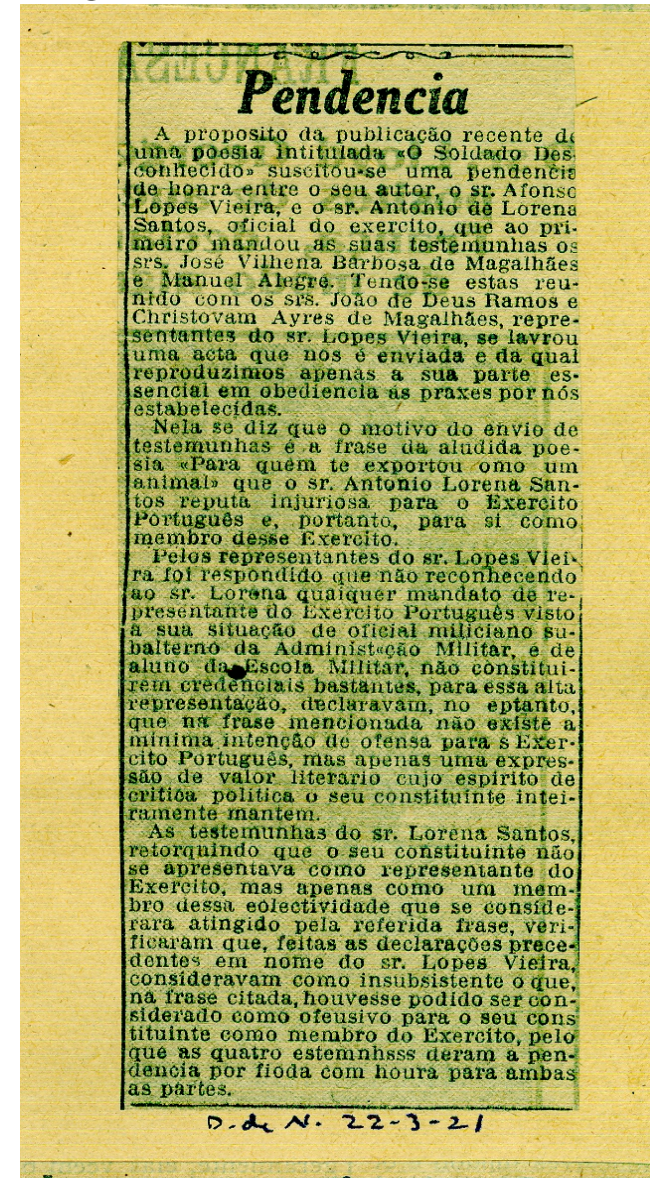 Pendencia
A proposito da publicação recente de
uma poesia intitulada «O Soldado Des-
conhecido» suscitou-se uma pendencia
de honra entre o seu autor, o sr. Afonso
Lopes Vieira, e o sr. Antonio de Lorena
Santos, oficial do exercito, que ao pri-
meiro mandou as suas testemunhas os
srs. José Vilhena Barbosa de Magalhães
e Manuel Alegre. Tendo-se estas reu-
nido com os srs. João de Deus Ramos e
Christovam Ayres de Magalhães, repre-
sentantes do sr. Lopes Vieira, se lavrou
uma acta que nos é enviada e da qual
reproduzimos apenas a sua parte es-
sencial em obediencia as praxes por nós
estabelecidas.
Nela se diz que o motivo do envio de
testemunhas é a frase da aludida poe-
sia «Para quem te exportou omo um
animal» que o sr. Antonio Lorena San-
tos reputa injuriosa para o Exercito
Português e, portanto, para si como
membro desse Exercito.
Pelos representantes do sr. Lopes Viei-
ra foi respondido que não reconhecendo
ao sr. Lorena qualquer mandato de re-
presentante do Exercito Português visto
a sua situação de oficial miliciano su-
balterno da Administ«ção Militar, e de
aluno da Escola Militar, não constitui-
rem credenciais bastantes, para essa alta
representação, declaravam, no eptanto,
que na frase mencionada não existe a
minima intenção de ofensa para s Exer-
cito Português, mas apenas uma expres-
são de valor literario cujo espirito de
critica politica o seu constituinte intei-
ramente mantem.
As testemunhas do sr. Lorena Santos,
retorquindo que o seu constituinte não
se apresentava como representante do
Exercito, mas apenas como um mem-
bro dessa eolectividade que se conside-
rara atingido pela referida frase, veri-
ficaram que, feitas as declarações prece-
dentes em nome do sr. Lopes Vieira,
consideravam como insubsistente o que,
na frase citada, houvesse podido ser con-
siderado como ofeusivo para o seu cons
tituinte como membro do Exercito, pelo
que as quatro estemnhsss deram a pen-
dencia por fioda com houra para ambas
as partes.
D. de N. 22-3-21